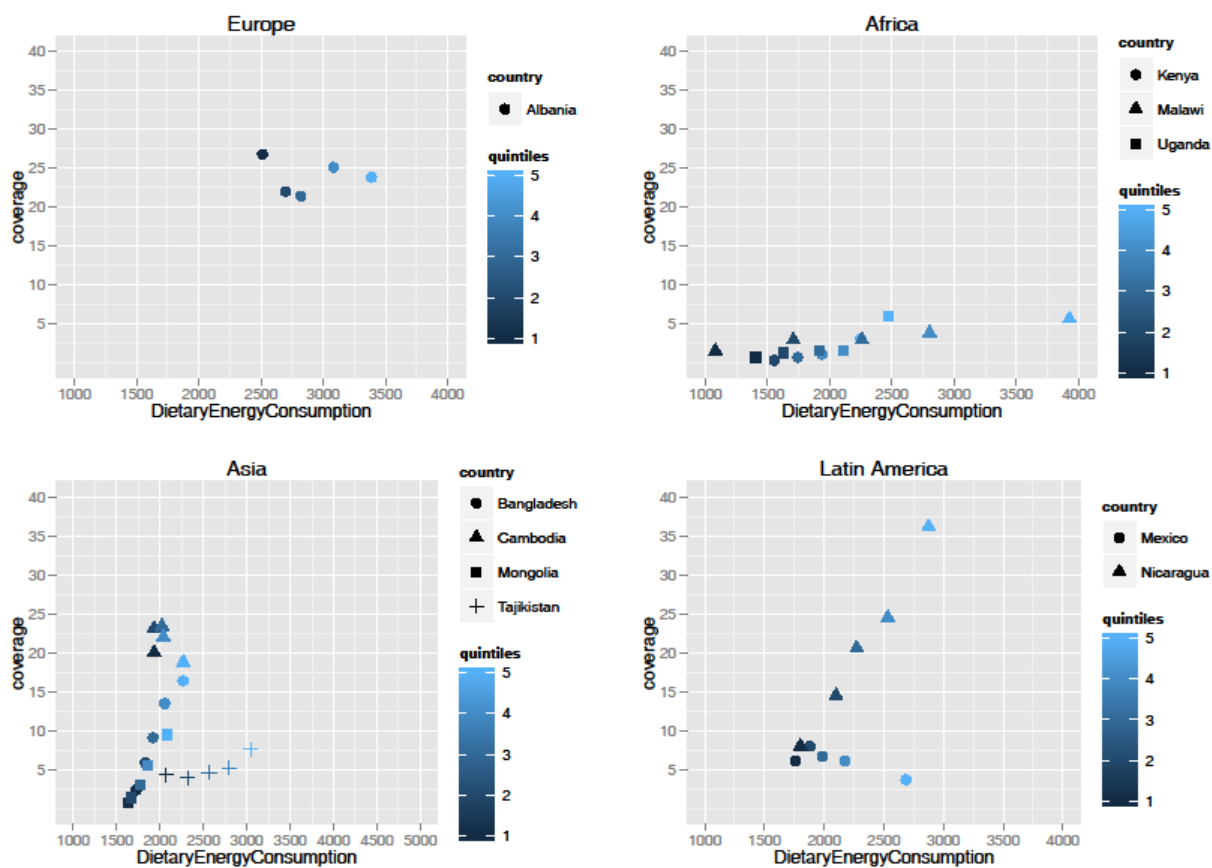 Europe
40
35
30
25
20
15
10
5
coverage
1000 1500 2000 2500 3000 3500 4000
DietaryEnergyConsumption
country
Albania
quintiles
5
4
3
2
1
Africa
40
35
30
25
20
15
10
5
coverage
1000 1500 2000 2500 3000 3500 4000
DietaryEnergyConsumption
country
Kenya
Malawi
Uganda
quintiles
5
4
3
2
1
Asia
40
35
30
25
20
15
10
5
coverage
1000 1500 2000 2500 3000 3500 4000 4500 5000
DietaryEnergyConsumption
country
Bangladesh
Cambodia
Mongolia
Tajikistan
quintiles
5
4
3
2
1
Latin America
40
35
30
25
20
15
10
5
coverage
1000 1500 2000 2500 3000 3500 4000
DietaryEnergyConsumption
country
Mexico
Nicaragua
quintiles
5
4
3
2
1